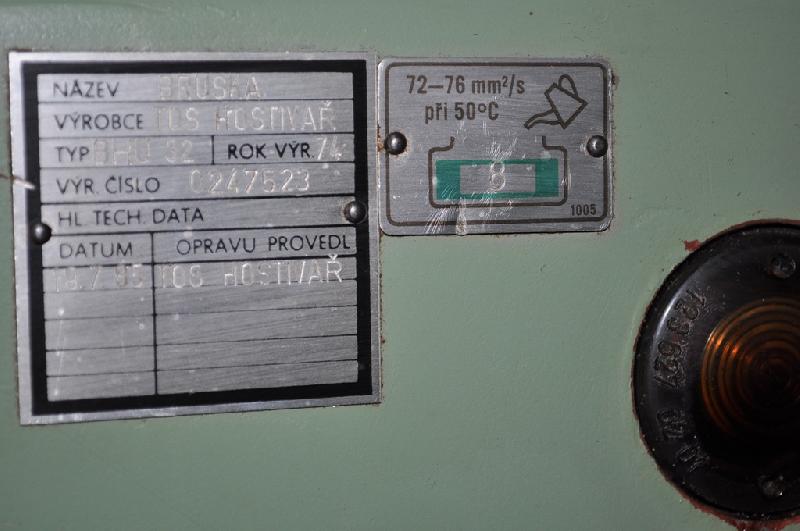 NÁZEV BRUSKA
VÝROBCE TOS HOSTIVAŘ
TYP BHU 32 ROK VÝR. 74
VÝR. ČÍSLO 0247523
HL. TECH. DATA
DATUM OPRAVU PROVEDL
TOS HOSTIVAŘ
72–76 mm²/s
při 50°C
8
1005